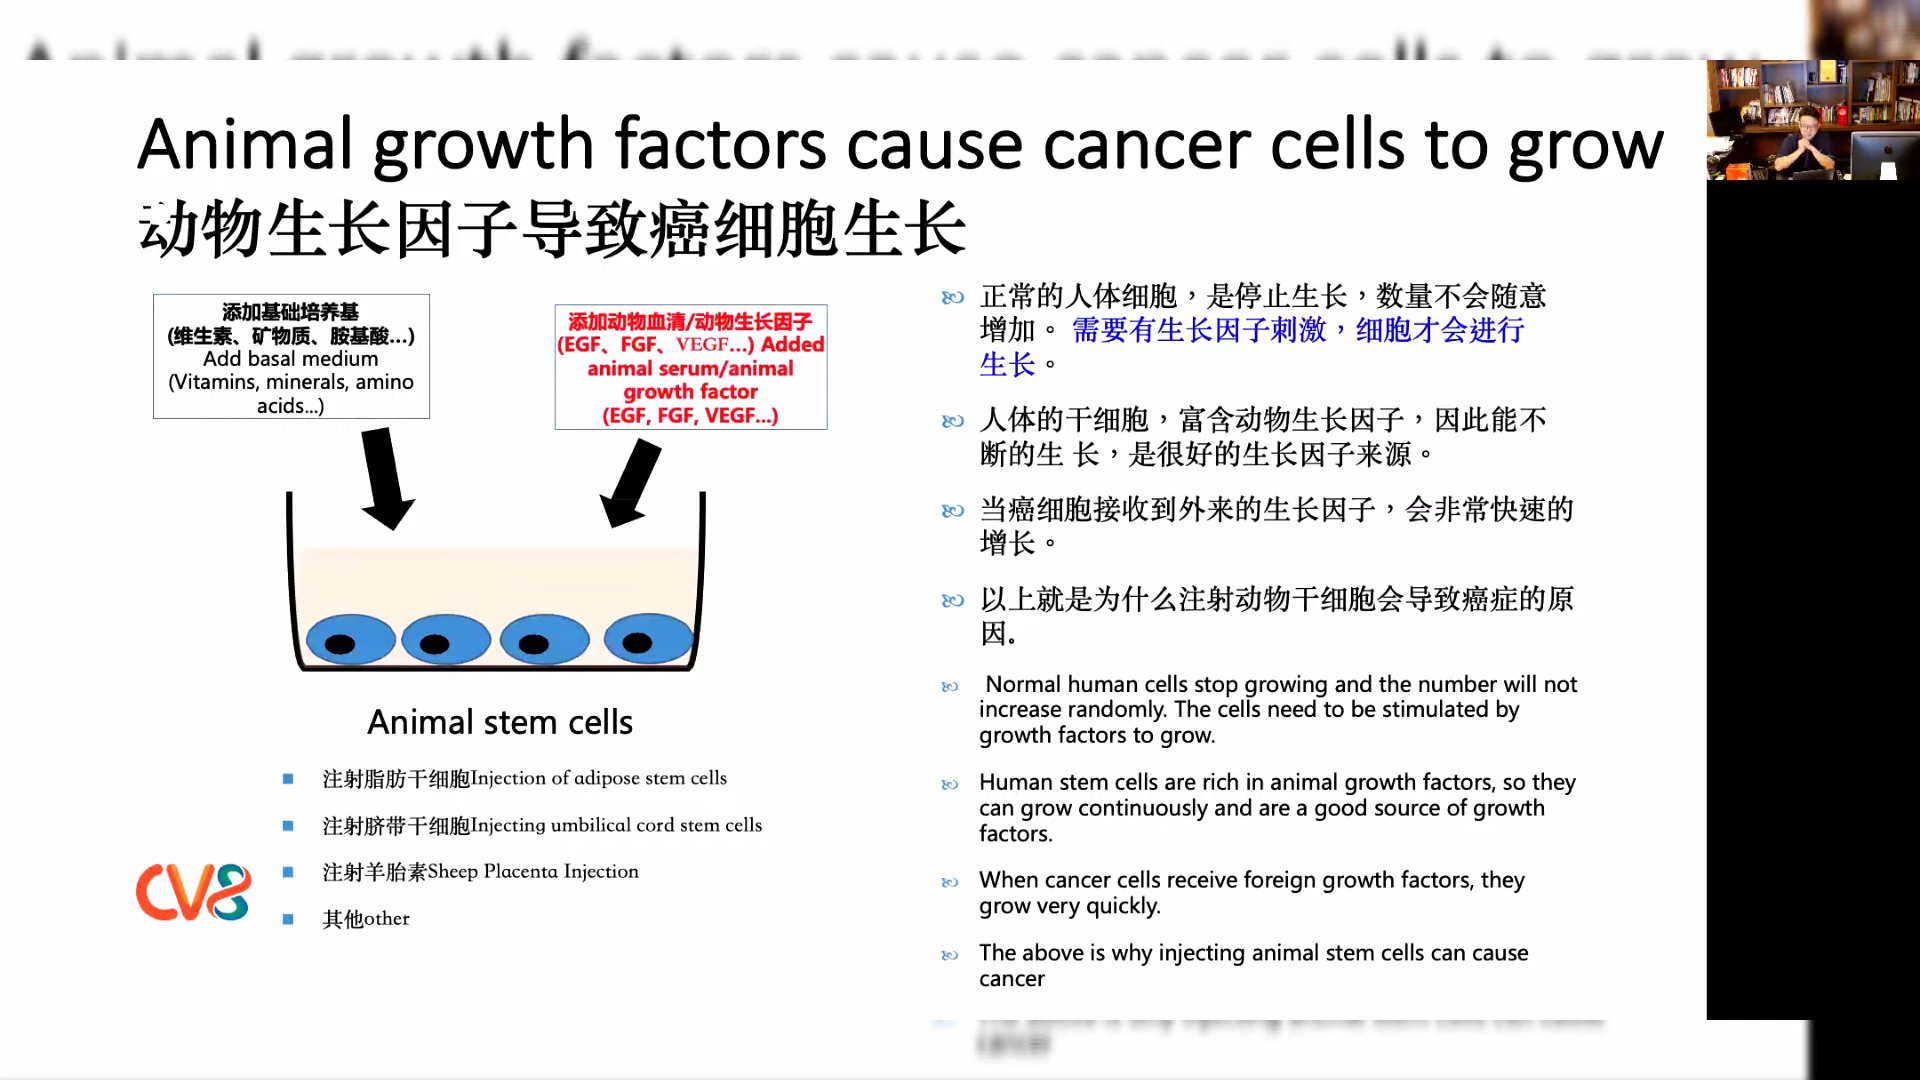 Animal growth factors cause cancer cells to grow
动物生长因子导致癌细胞生长
添加基础培养基
(维生素、矿物质、胺基酸...)
Add basal medium
(Vitamins, minerals, amino
acids...)
添加动物血清/动物生长因子
(EGF、FGF、VEGF...) Added
animal serum/animal
growth factor
(EGF, FGF, VEGF...)
Animal stem cells
注射脂肪干细胞Injection of adipose stem cells
注射脐带干细胞Injecting umbilical cord stem cells
注射羊胎素Sheep Placenta Injection
其他other
CV8
正常的人体细胞，是停止生长，数量不会随意
增加。需要有生长因子刺激，细胞才会进行
生长。
人体的干细胞，富含动物生长因子，因此能不
断的生 长，是很好的生长因子来源。
当癌细胞接收到外来的生长因子，会非常快速的
增长。
以上就是为什么注射动物干细胞会导致癌症的原
因.
Normal human cells stop growing and the number will not
increase randomly. The cells need to be stimulated by
growth factors to grow.
Human stem cells are rich in animal growth factors, so they
can grow continuously and are a good source of growth
factors.
When cancer cells receive foreign growth factors, they
grow very quickly.
The above is why injecting animal stem cells can cause
cancer